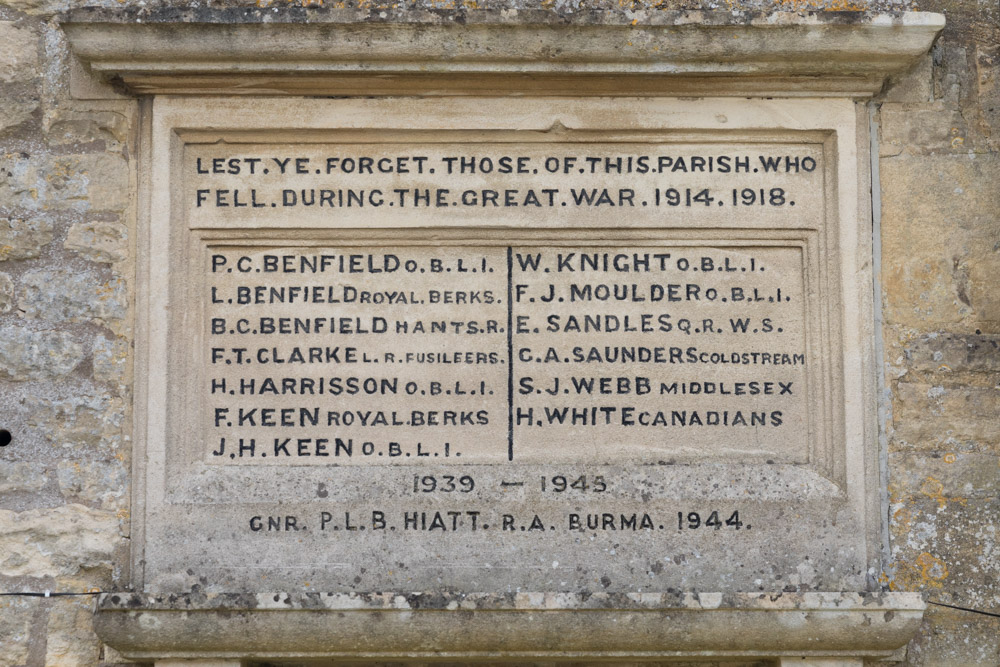 LEST.YE.FORGET.THOSE.OF.THIS.PARISH.WHO
FELL.DURING.THE.GREAT.WAR.1914.1918.
P.C.BENFIELD O.B.L.I.
L.BENFIELD ROYAL.BERKS.
B.C.BENFIELD HANTS.R.
F.T.CLARKE L.R.FUSILEERS.
H.HARRISSON O.B.L.I.
F.KEEN ROYAL.BERKS
J.H.KEEN O.B.L.I.
W.KNIGHT O.B.L.I.
F.J.MOULDER O.B.L.I.
E.SANDLES Q.R.W.S.
C.A.SAUNDERS COLDSTREAM
S.J.WEBB MIDDLESEX
H.WHITE CANADIANS
1939 - 1945
GNR. P.L.B. HIATT. R.A. BURMA. 1944.